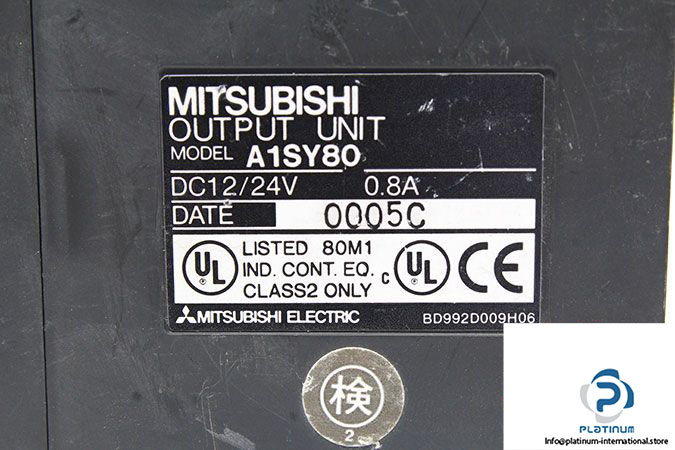 MITSUBISHI
OUTPUT UNIT
MODEL A1SY80
DC12/24V 0.8A
DATE 0005C
UL LISTED 80M1 c UL CE
IND. CONT. EQ.
CLASS2 ONLY
MITSUBISHI ELECTRIC BD992D009H06
検
2
PLATINUM
info@platinum-international.store